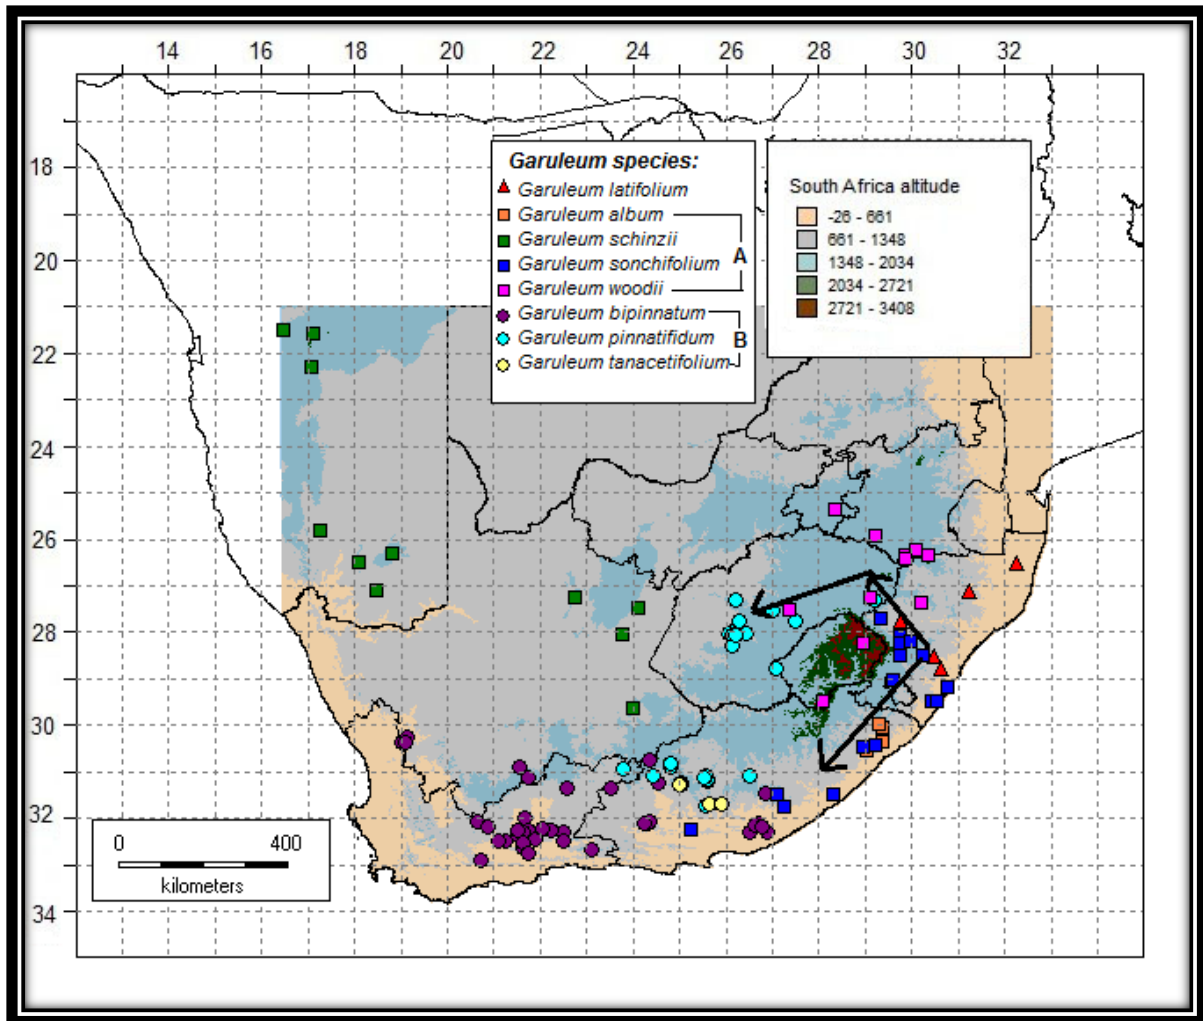 14 16 18 20 22 24 26 28 30 32
18
20
22
24
26
28
30
32
34
Garuleum species:
Garuleum latifolium
Garuleum album
Garuleum schinzii
Garuleum sonchifolium
Garuleum woodii
Garuleum bipinnatum
Garuleum pinnatifidum
Garuleum tanacetifolium
A
B
South Africa altitude
-26 - 661
661 - 1348
1348 - 2034
2034 - 2721
2721 - 3408
0 400
kilometers